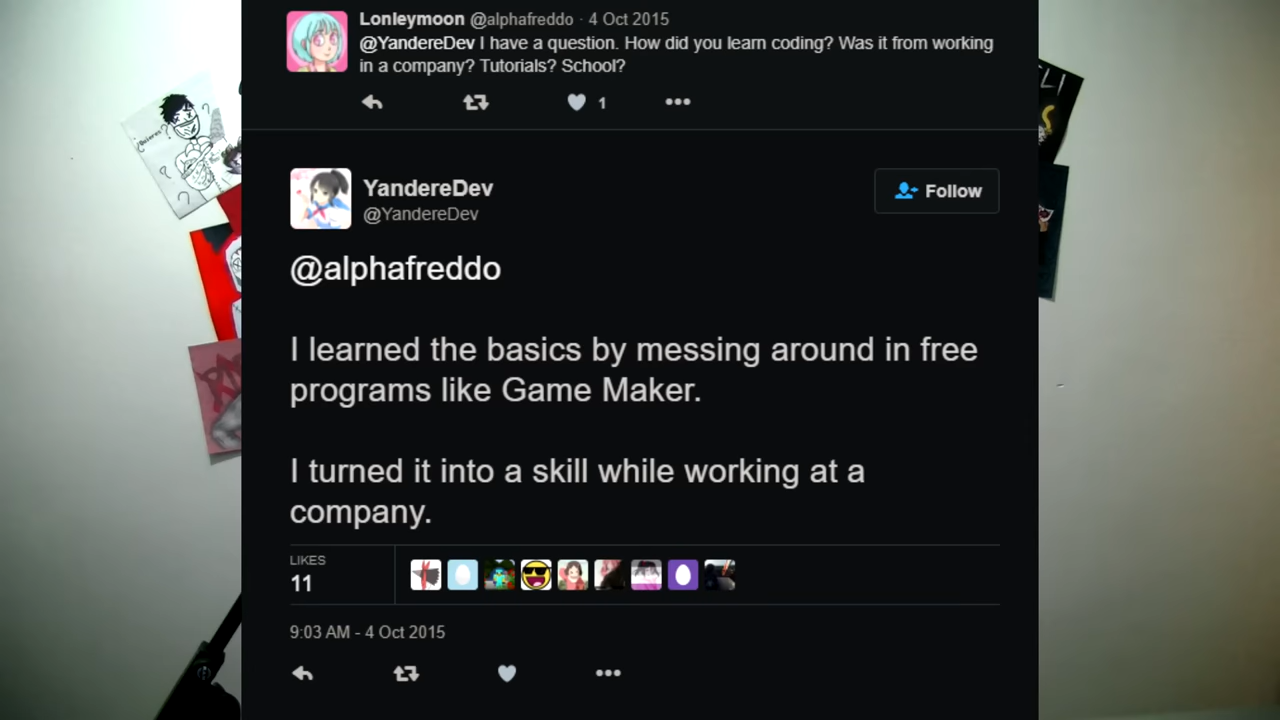 Lonleymoon @alphafreddo · 4 Oct 2015
@YandereDev I have a question. How did you learn coding? Was it from working
in a company? Tutorials? School?
1
YandereDev
@YandereDev
Follow
@alphafreddo
I learned the basics by messing around in free
programs like Game Maker.
I turned it into a skill while working at a
company.
LIKES
11
9:03 AM - 4 Oct 2015